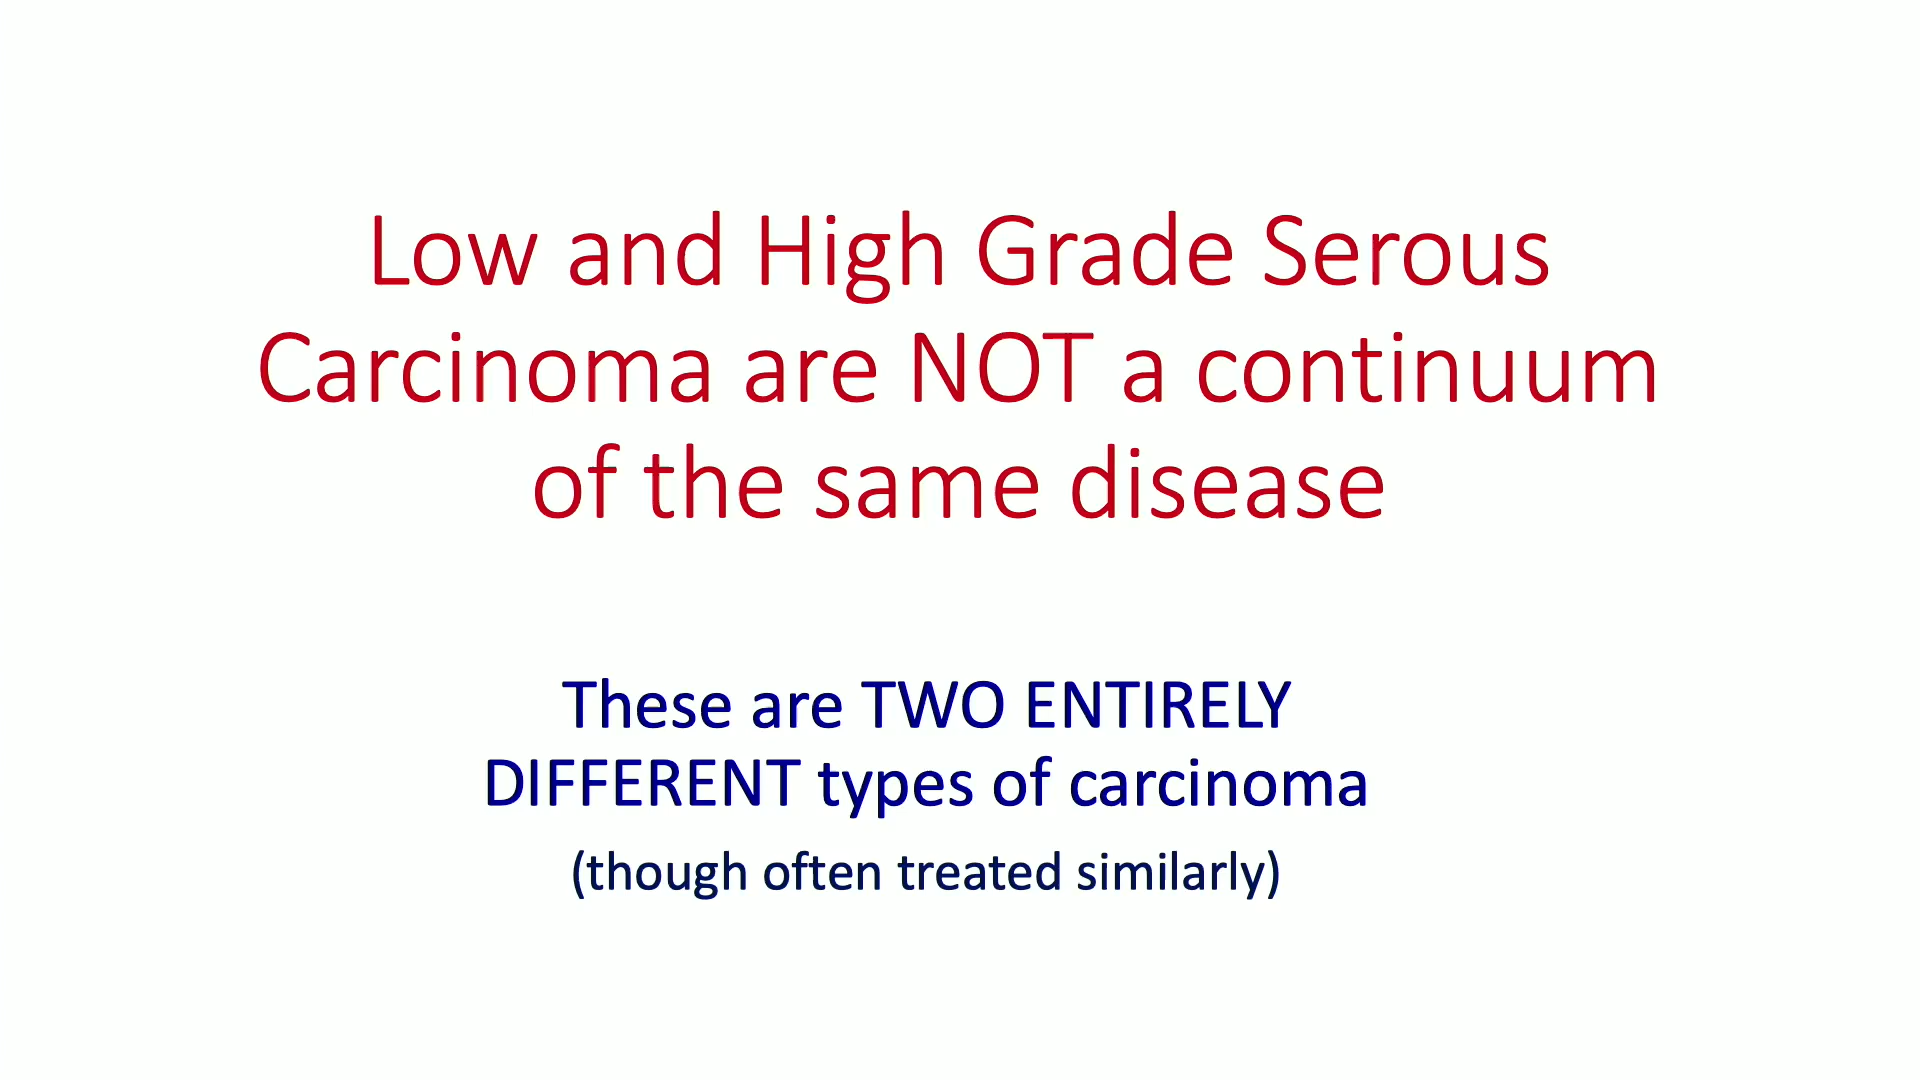 Low and High Grade Serous
Carcinoma are NOT a continuum
of the same disease
These are TWO ENTIRELY
DIFFERENT types of carcinoma
(though often treated similarly)